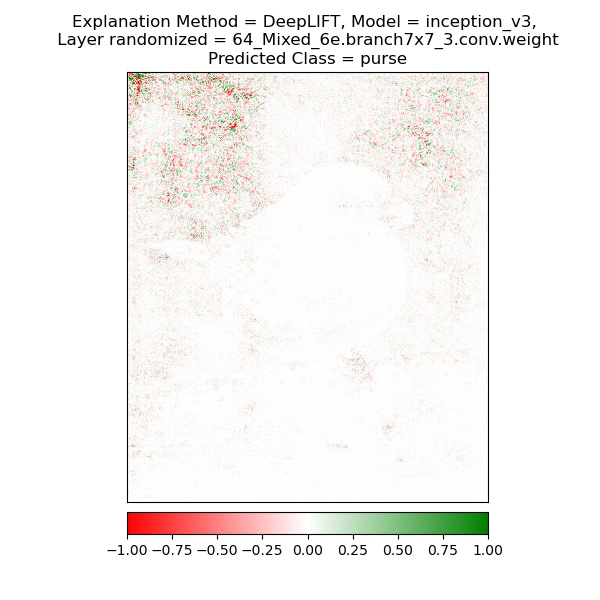 Explanation Method = DeepLIFT, Model = inception_v3,
Layer randomized = 64_Mixed_6e.branch7x7_3.conv.weight
Predicted Class = purse
−1.00 −0.75 −0.50 −0.25 0.00 0.25 0.50 0.75 1.00